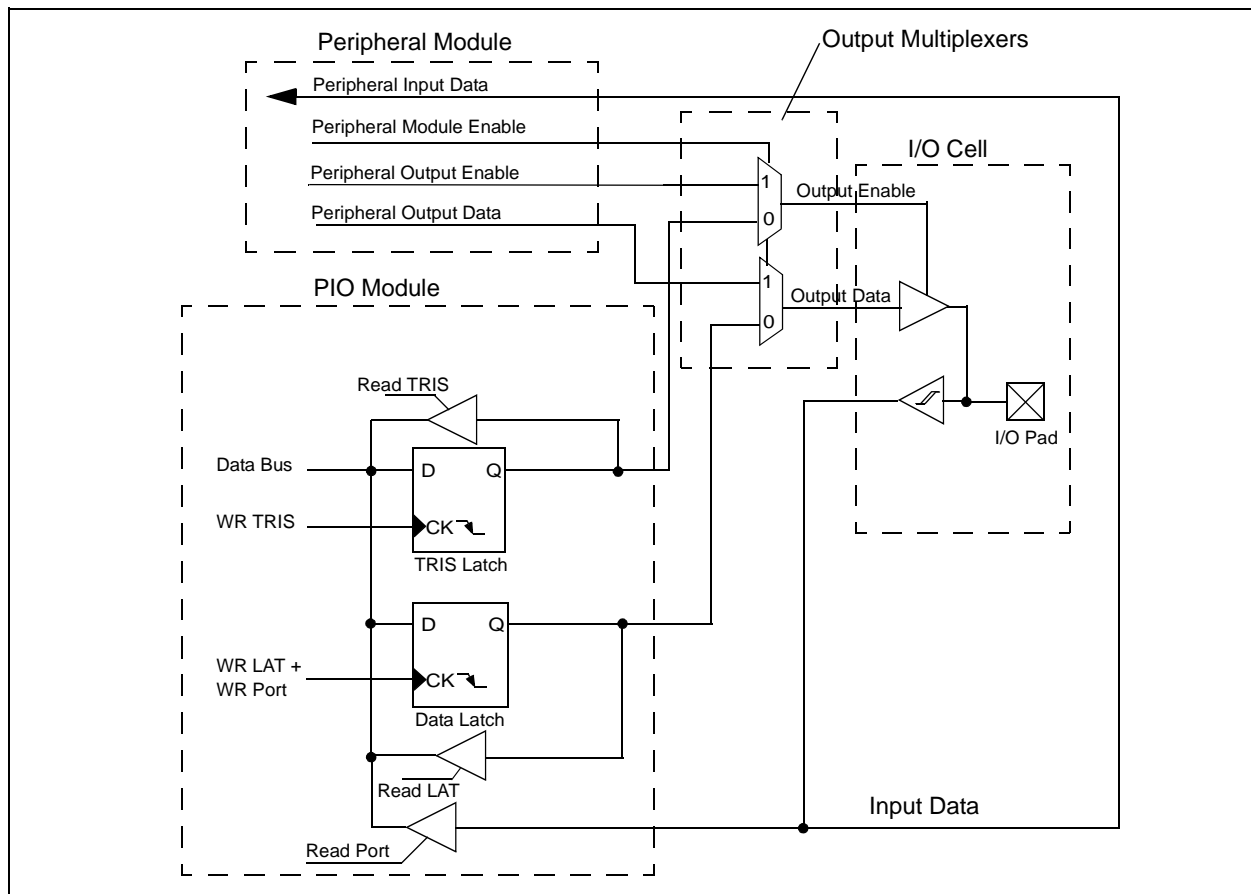 Peripheral Module
Output Multiplexers
Peripheral Input Data
Peripheral Module Enable
I/O Cell
Peripheral Output Enable
1
Output Enable
Peripheral Output Data
0
PIO Module
1
Output Data
0
Read TRIS
I/O Pad
Data Bus
D Q
WR TRIS
CK
TRIS Latch
D Q
WR LAT +
WR Port
CK
Data Latch
Read LAT
Input Data
Read Port